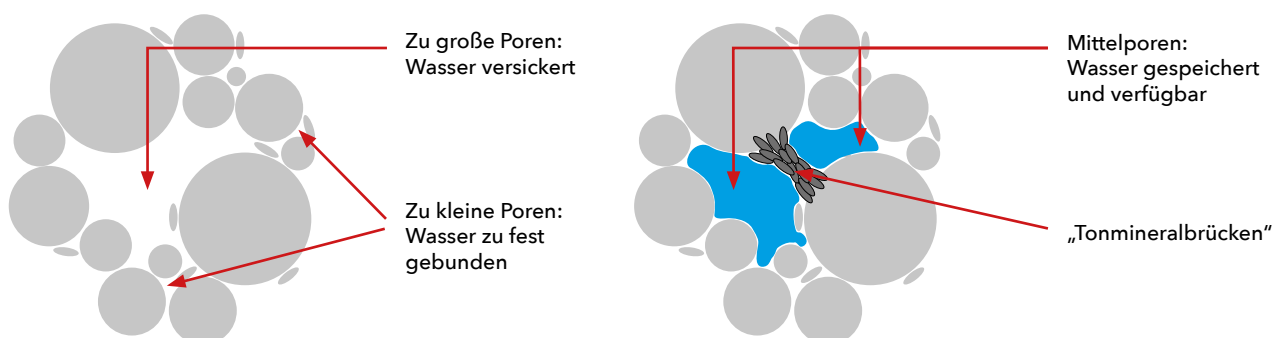 Zu große Poren:
Wasser versickert
Zu kleine Poren:
Wasser zu fest
gebunden
Mittelporen:
Wasser gespeichert
und verfügbar
„Tonmineralbrücken“